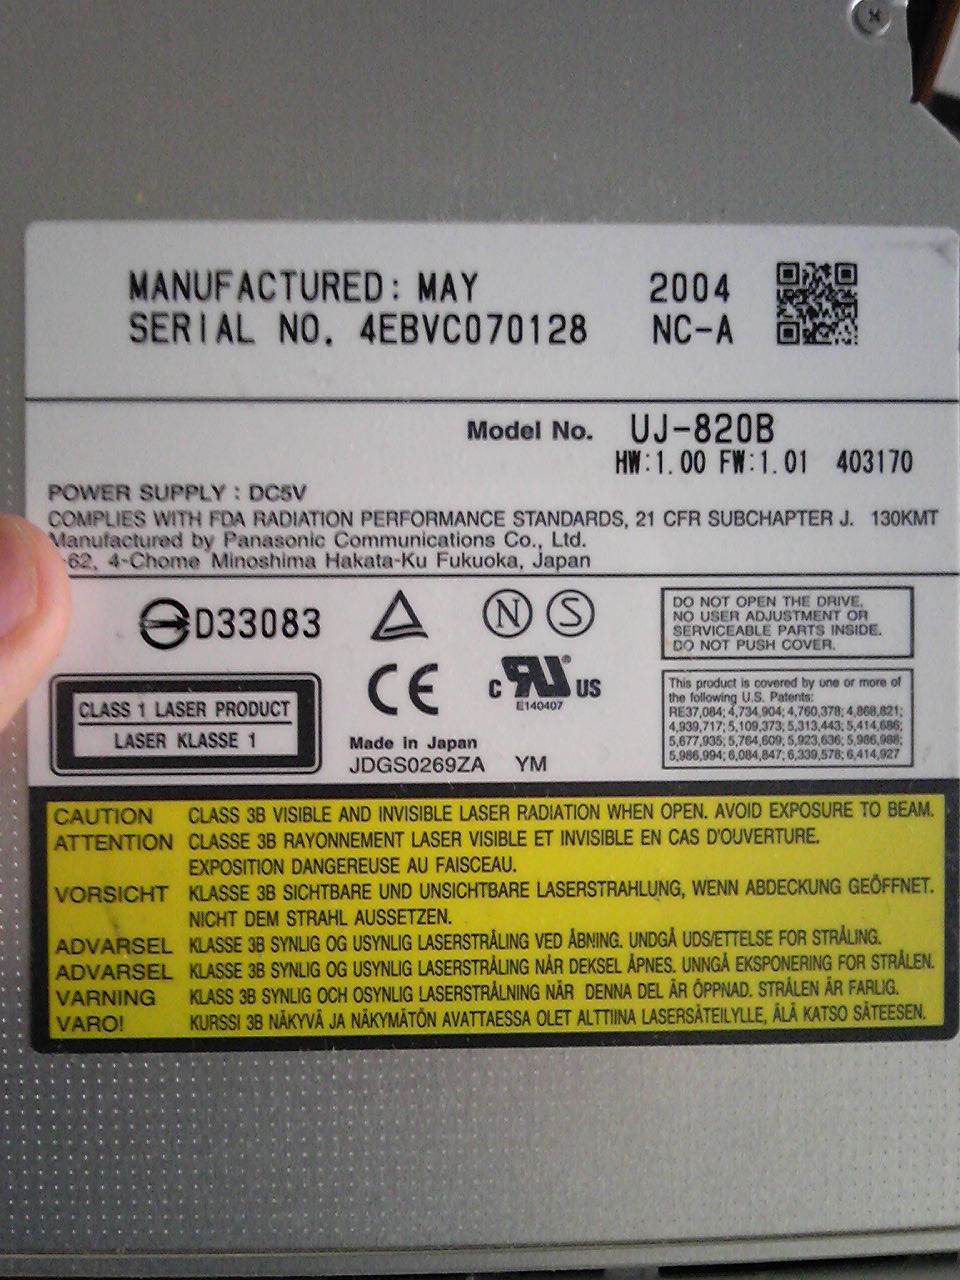 MANUFACTURED: MAY 2004
SERIAL NO. 4EBVC070128 NC-A
Model No. UJ-820B
HW:1.00 FW:1.01 403170
POWER SUPPLY : DC5V
COMPLIES WITH FDA RADIATION PERFORMANCE STANDARDS, 21 CFR SUBCHAPTER J. 130KMT
Manufactured by Panasonic Communications Co., Ltd.
-62, 4-Chome Minoshima Hakata-Ku Fukuoka, Japan
D33083
N S
DO NOT OPEN THE DRIVE.
NO USER ADJUSTMENT OR
SERVICEABLE PARTS INSIDE.
DO NOT PUSH COVER.
CLASS 1 LASER PRODUCT
LASER KLASSE 1
CE
C RU ® US
E140407
Made in Japan
JDGS0269ZA YM
This product is covered by one or more of
the following U.S. Patents:
RE37,084; 4,734,904; 4,760,378; 4,868,821;
4,939,717; 5,109,373; 5,313,443; 5,414,686;
5,677,935; 5,764,609; 5,923,636; 5,986,988;
5,986,994; 6,084,847; 6,339,578; 6,414,927
CAUTION CLASS 3B VISIBLE AND INVISIBLE LASER RADIATION WHEN OPEN. AVOID EXPOSURE TO BEAM.
ATTENTION CLASSE 3B RAYONNEMENT LASER VISIBLE ET INVISIBLE EN CAS D'OUVERTURE.
EXPOSITION DANGEREUSE AU FAISCEAU.
VORSICHT KLASSE 3B SICHTBARE UND UNSICHTBARE LASERSTRAHLUNG, WENN ABDECKUNG GEÖFFNET.
NICHT DEM STRAHL AUSSETZEN.
ADVARSEL KLASSE 3B SYNLIG OG USYNLIG LASERSTRÅLING VED ÅBNING. UNDGÅ UDS/ETTELSE FOR STRÅLING.
ADVARSEL KLASSE 3B SYNLIG OG USYNLIG LASERSTRÅLING NÅR DEKSEL ÅPNES. UNNGÅ EKSPONERING FOR STRÅLEN.
VARNING KLASS 3B SYNLIG OCH OSYNLIG LASERSTRÅLNING NÄR DENNA DEL ÄR ÖPPNAD. STRÅLEN ÄR FARLIG.
VARO! KURSSI 3B NÄKYVÄ JA NÄKYMÄTÖN AVATTAESSA OLET ALTTIINA LASERSÄTEILYLLE, ÄLÄ KATSO SÄTEESEN.